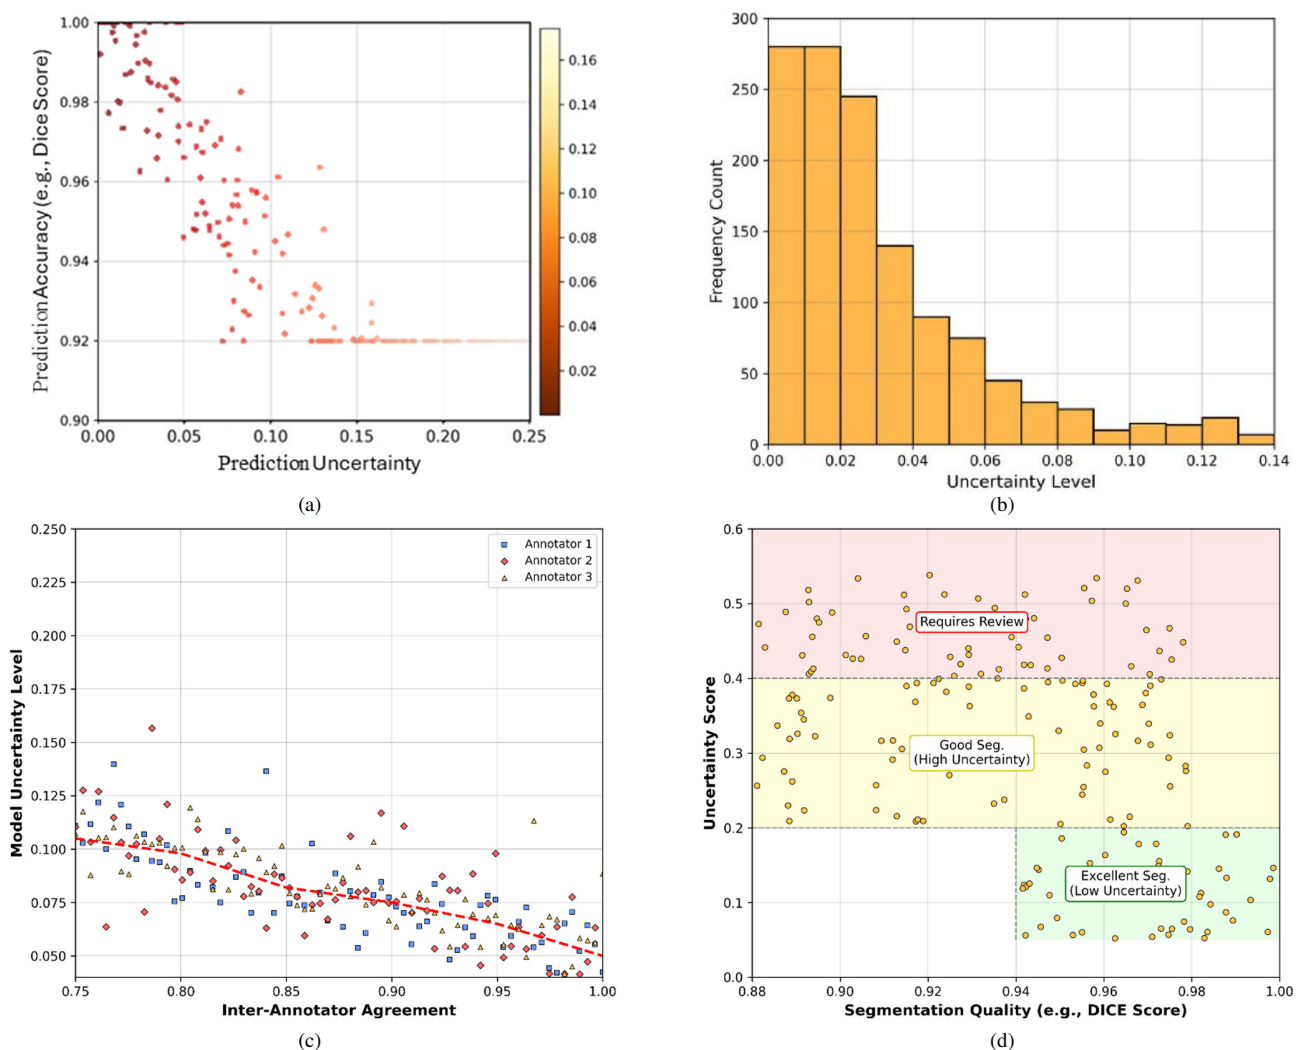 1.00
0.98
0.96
0.94
0.92
0.90
Prediction Accuracy (e.g., Dice Score)
0.00 0.05 0.10 0.15 0.20 0.25
Prediction Uncertainty
0.16
0.14
0.12
0.10
0.08
0.06
0.04
0.02
(a)
300
250
200
150
100
50
0
Frequency Count
0.00 0.02 0.04 0.06 0.08 0.10 0.12 0.14
Uncertainty Level
(b)
0.250
0.225
0.200
0.175
0.150
0.125
0.100
0.075
0.050
Model Uncertainty Level
Annotator 1
Annotator 2
Annotator 3
0.75 0.80 0.85 0.90 0.95 1.00
Inter-Annotator Agreement
(c)
0.6
0.5
0.4
0.3
0.2
0.1
0.0
Uncertainty Score
Requires Review
Good Seg.
(High Uncertainty)
Excellent Seg.
(Low Uncertainty)
0.88 0.90 0.92 0.94 0.96 0.98 1.00
Segmentation Quality (e.g., DICE Score)
(d)